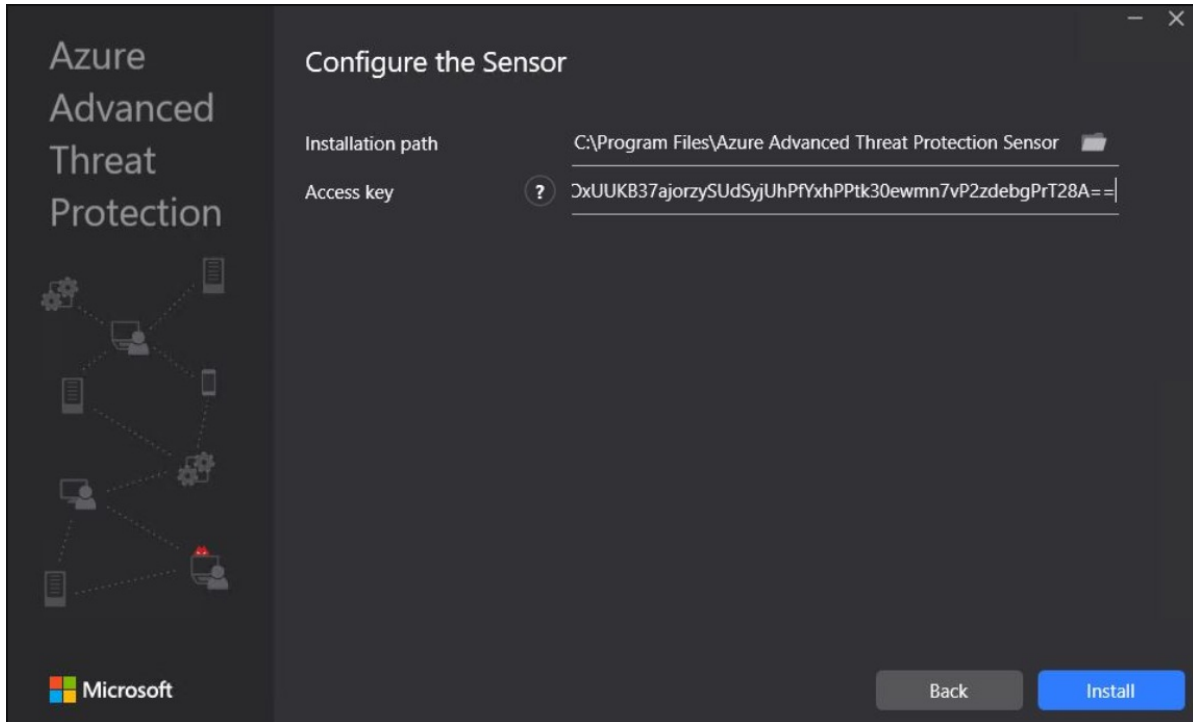 Azure
Advanced
Threat
Protection
Configure the Sensor
Installation path
C:\Program Files\Azure Advanced Threat Protection Sensor
Access key
?
OxUUKB37ajorzySUdSyjUhPfYxhPPtk30ewmn7vP2zdebgPrT28A==
Microsoft
Back
Install